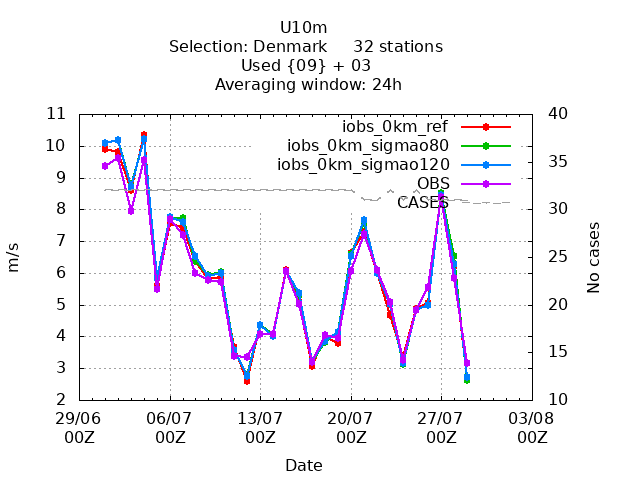 U10m
Selection: Denmark 32 stations
Used {09} + 03
Averaging window: 24h
11
10
9
8
7
6
5
4
3
2
m/s
40
35
30
25
20
15
10
No cases
iobs_0km_ref
iobs_0km_sigmao80
iobs_0km_sigmao120
OBS
CASES
29/06 06/07 13/07 20/07 27/07 03/08
00Z 00Z 00Z 00Z 00Z 00Z
Date